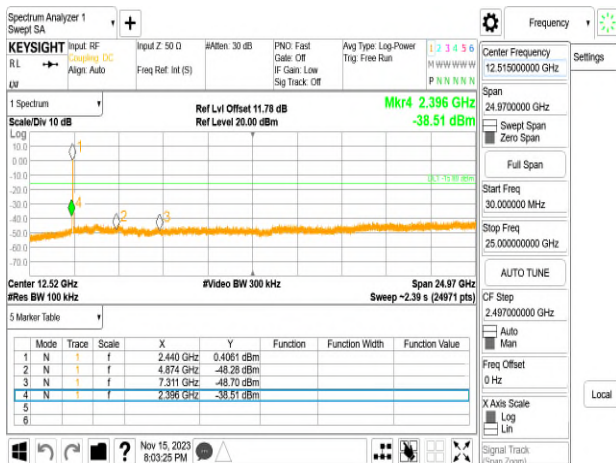 Spectrum Analyzer 1
Swept SA
Frequency
KEYSIGHT
RL
Input: RF
Coupling: DC
Align: Auto
Input Z: 50 Ω
Freq Ref: Int (S)
#Atten: 30 dB
PNO: Fast
Gate: Off
IF Gain: Low
Sig Track: Off
Avg Type: Log-Power
Trig: Free Run
1 2 3 4 5 6
M W W W W W
P N N N N N
1 Spectrum
Scale/Div 10 dB
Ref Lvl Offset 11.78 dB
Ref Level 20.00 dBm
Mkr4 2.396 GHz
-38.51 dBm
Log
10.0
0.00
-10.0
-20.0
-30.0
-40.0
-50.0
-60.0
-70.0
1
4
2
3
Center 12.52 GHz
#Res BW 100 kHz
#Video BW 300 kHz
Span 24.97 GHz
Sweep ~2.39 s (24971 pts)
5 Marker Table
Mode Trace Scale X Y Function Function Width Function Value
1 N 1 f 2.440 GHz 0.4061 dBm
2 N 1 f 4.874 GHz -48.28 dBm
3 N 1 f 7.311 GHz -48.70 dBm
4 N 1 f 2.396 GHz -38.51 dBm
5
6
Nov 15, 2023
8:03:25 PM
Center Frequency
12.515000000 GHz
Span
24.9700000 GHz
Swept Span
Zero Span
Full Span
Start Freq
30.000000 MHz
Stop Freq
25.000000000 GHz
AUTO TUNE
CF Step
2.497000000 GHz
Auto
Man
Freq Offset
0 Hz
X Axis Scale
Log
Lin
Signal Track
(Span Zoom)
Settings
Local